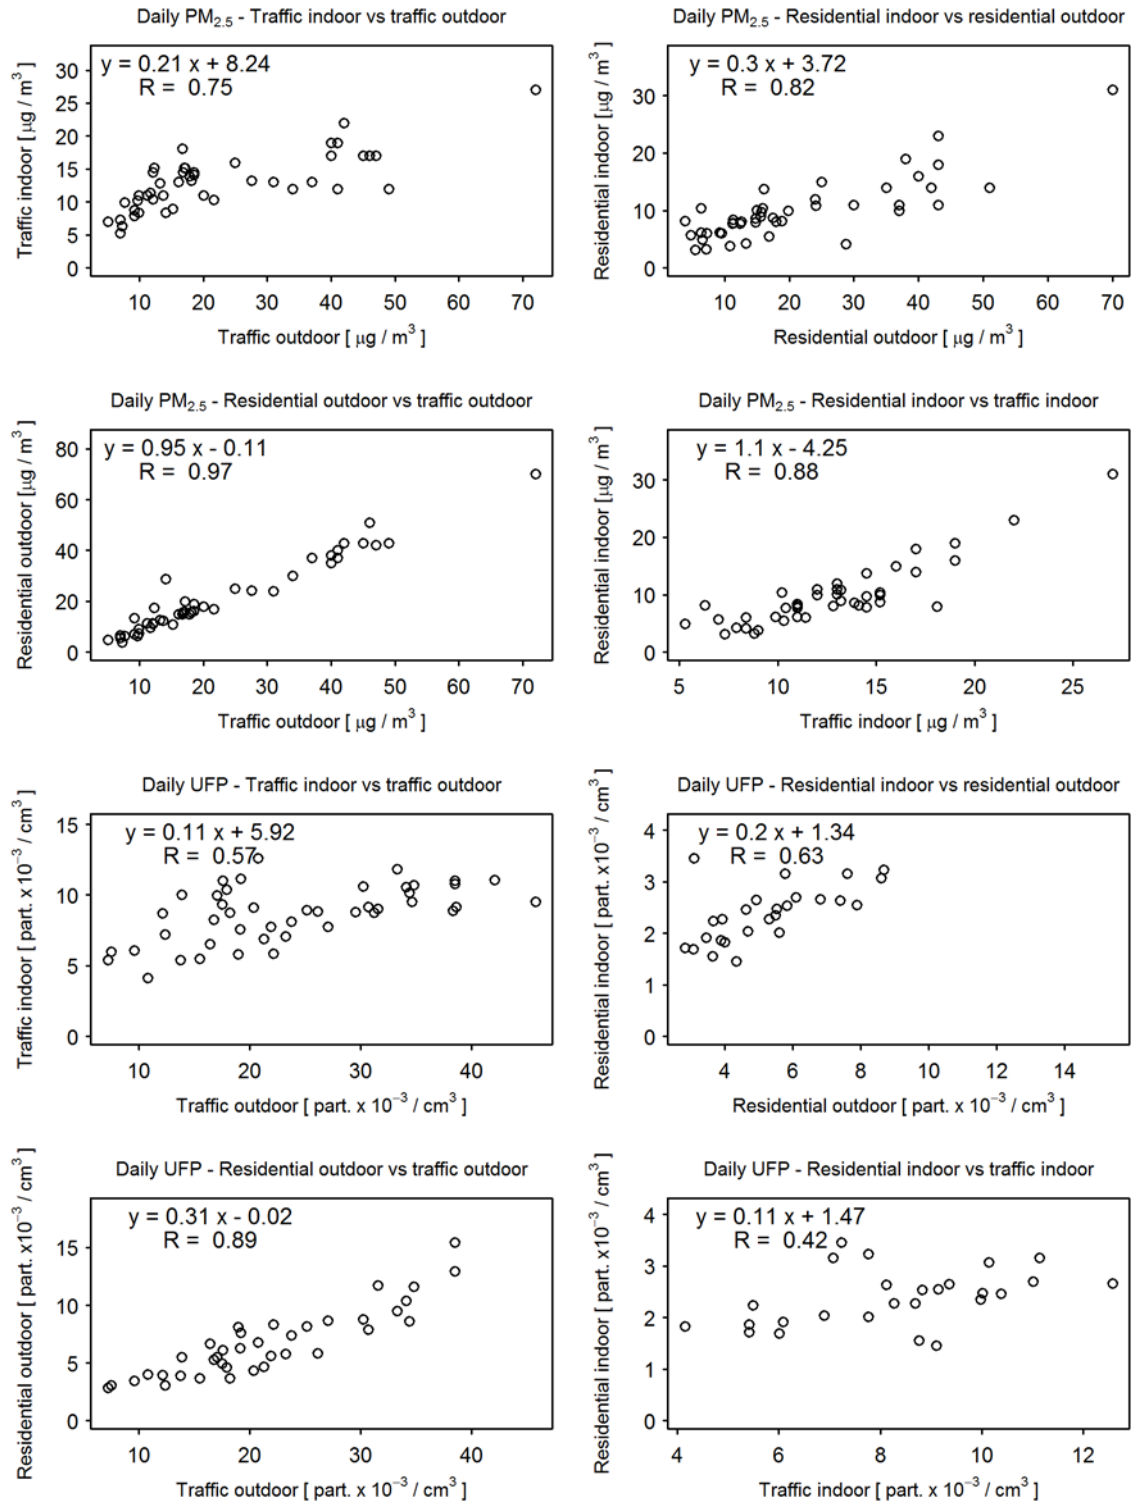 Daily PM2.5 - Traffic indoor vs traffic outdoor
y = 0.21 x + 8.24
R = 0.75
Traffic indoor [ μg / m3 ]
0 5 10 15 20 25 30
10 20 30 40 50 60 70
Traffic outdoor [ μg / m3 ]
Daily PM2.5 - Residential indoor vs residential outdoor
y = 0.3 x + 3.72
R = 0.82
Residential indoor [μg / m3 ]
0 10 20 30
10 20 30 40 50 60 70
Residential outdoor [ μg / m3 ]
Daily PM2.5 - Residential outdoor vs traffic outdoor
y = 0.95 x - 0.11
R = 0.97
Residential outdoor [μg / m3 ]
0 20 40 60 80
10 20 30 40 50 60 70
Traffic outdoor [ μg / m3 ]
Daily PM2.5 - Residential indoor vs traffic indoor
y = 1.1 x - 4.25
R = 0.88
Residential indoor [μg / m3 ]
0 10 20 30
5 10 15 20 25
Traffic indoor [ μg / m3 ]
Daily UFP - Traffic indoor vs traffic outdoor
y = 0.11 x + 5.92
R = 0.57
Traffic indoor [ part. x 10−3 / cm3 ]
0 5 10 15
10 20 30 40
Traffic outdoor [ part. x 10−3 / cm3 ]
Daily UFP - Residential indoor vs residential outdoor
y = 0.2 x + 1.34
R = 0.63
Residential indoor [ part. x 10−3 / cm3 ]
0 1 2 3 4
4 6 8 10 12 14
Residential outdoor [ part. x 10−3 / cm3 ]
Daily UFP - Residential outdoor vs traffic outdoor
y = 0.31 x - 0.02
R = 0.89
Residential outdoor [ part. x10−3 / cm3 ]
0 5 10 15
10 20 30 40
Traffic outdoor [ part. x 10−3 / cm3 ]
Daily UFP - Residential indoor vs traffic indoor
y = 0.11 x + 1.47
R = 0.42
Residential indoor [ part. x 10−3 / cm3 ]
0 1 2 3 4
4 6 8 10 12
Traffic indoor [ part. x 10−3 / cm3 ]